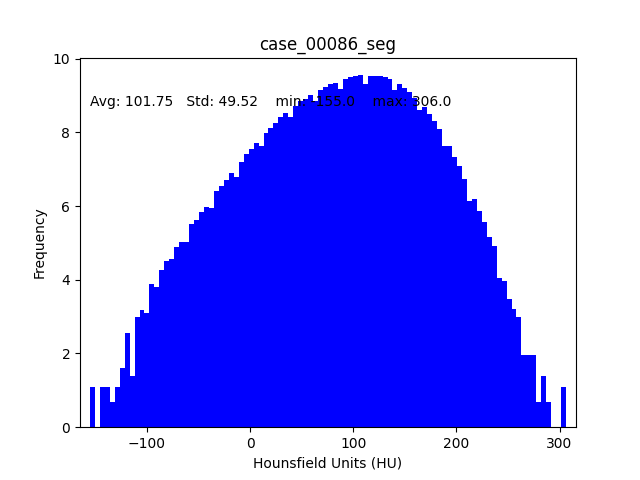 case_00086_seg
Avg: 101.75 Std: 49.52 min: -155.0 max: 306.0
10
8
6
4
2
0
Frequency
−100
0
100
200
300
Hounsfield Units (HU)